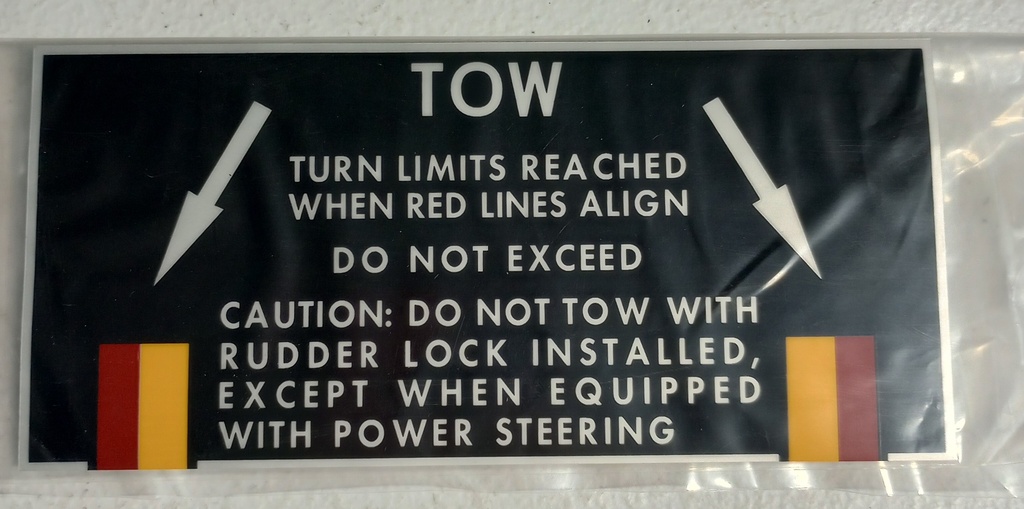 TOW
TURN LIMITS REACHED
WHEN RED LINES ALIGN
DO NOT EXCEED
CAUTION: DO NOT TOW WITH
RUDDER LOCK INSTALLED,
EXCEPT WHEN EQUIPPED
WITH POWER STEERING